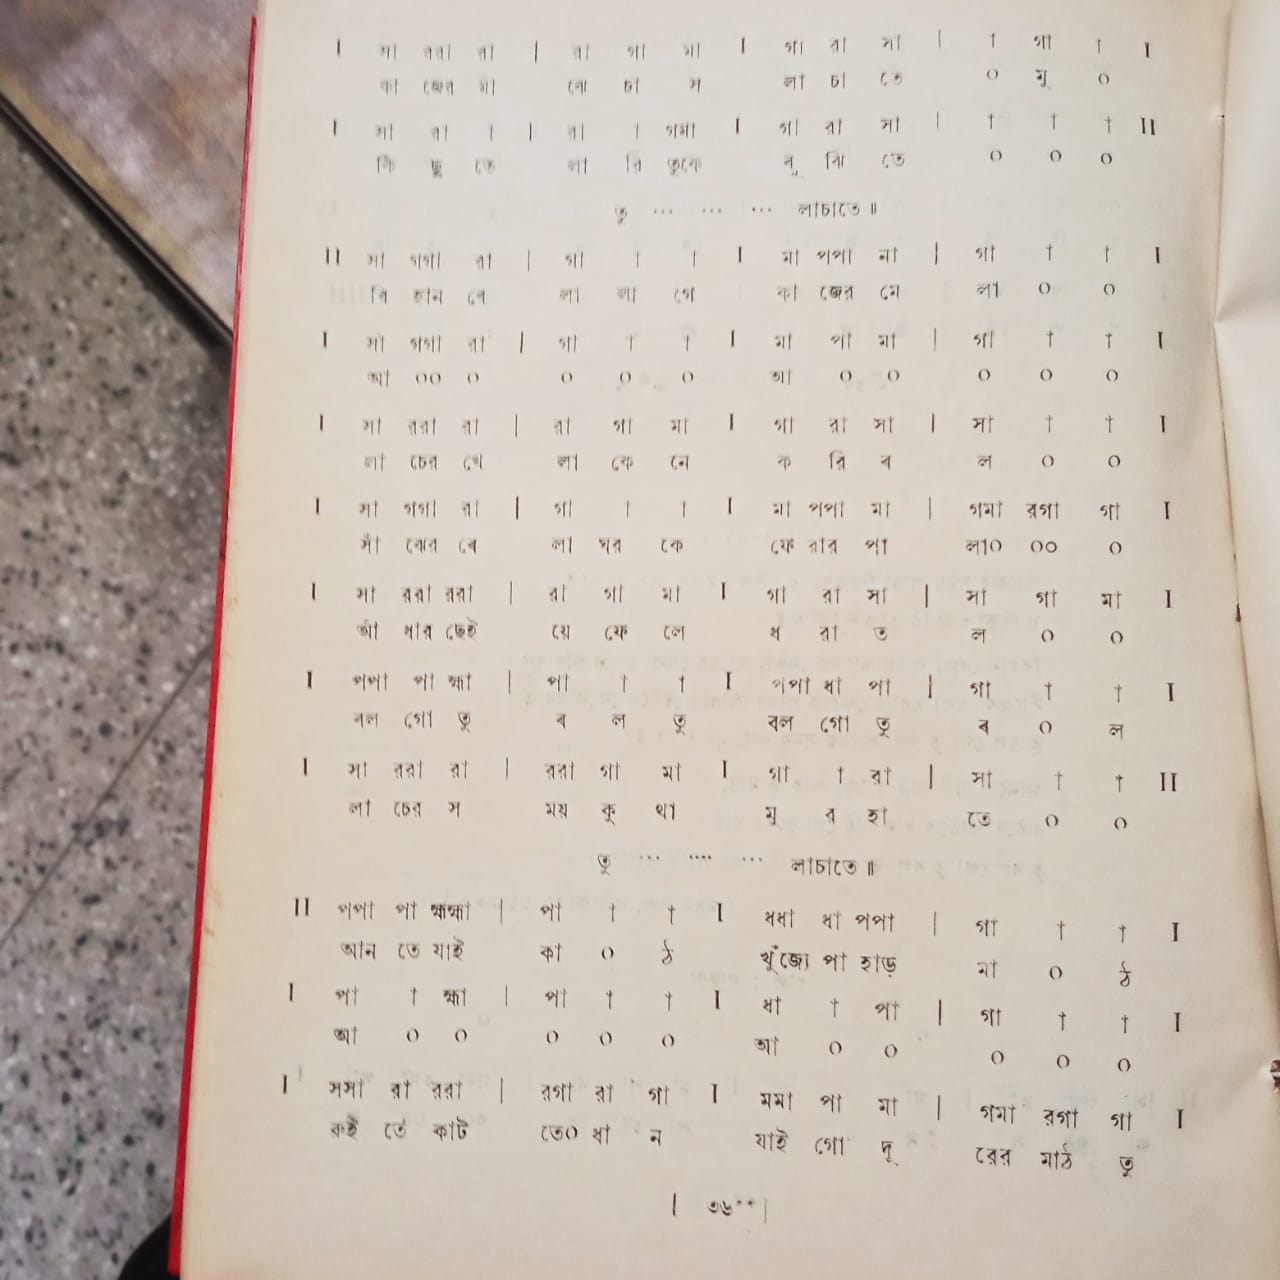 I সা ররা রা | রা গা মা I গা রা সা | † গা † I
কা জের মা বো চা স লা চা তে ০ মু ০
I সা রা † | রা † গমা I গা রা সা | † † † II
কি ছু তে লা রি তুকে বু ঝি তে ০ ০ ০
তু ··· ··· ··· লাচাতে॥
II সা গগা রা | গা † † I মা পপা মা | গা † † I
বি হান বে লা লা গে কা জের মে লা ০ ০
I সা গগা রা | গা † † I মা পা মা | গা † † I
আ ০০ ০ ০ ০ ০ আ ০ ০ ০ ০ ০
I সা ররা রা | রা গা মা I গা রা সা | সা † † I
লা চের খে লা কে নে ক রি ব ল ০ ০
I সা গগা রা | গা † † I মা পপা মা | গমা রগা গা I
সাঁ ঝের বে লা ঘর কে ফে রার পা লা০ ০০ ০
I সা ররা ররা | রা গা মা I গা রা সা | সা গা মা I
আঁ ধার ছেই য়ে ফে লে ধ রা ত ল ০ ০
I পপা পা হ্মা | পা † † I পপা ধা পা | গা † † I
বল গো তু ব ল তু বল গো তু ব ০ ল
I সা ররা রা | ররা গা মা I গা † রা | সা † † II
লা চের স ময় কু থা মু র হা তে ০ ০
তু ··· ···· ··· লাচাতে॥
II পপা পা হ্মহ্মা | পা † † I ধধা ধা পপা | গা † † I
আন তে যাই কা ০ ঠ খুঁজ্যে পা হাড় মা ০ ঠ
I পা † হ্মা | পা † † I ধা † পা | গা † † I
আ ০ ০ ০ ০ ০ আ ০ ০ ০ ০ ০
I সসা রা ররা | রগা রা গা I মমা পা মা | গমা রগা গা I
রুই তে কাট তে০ ধা ন যাই গো দূ রের মাঠ তু
| ৩৬** |